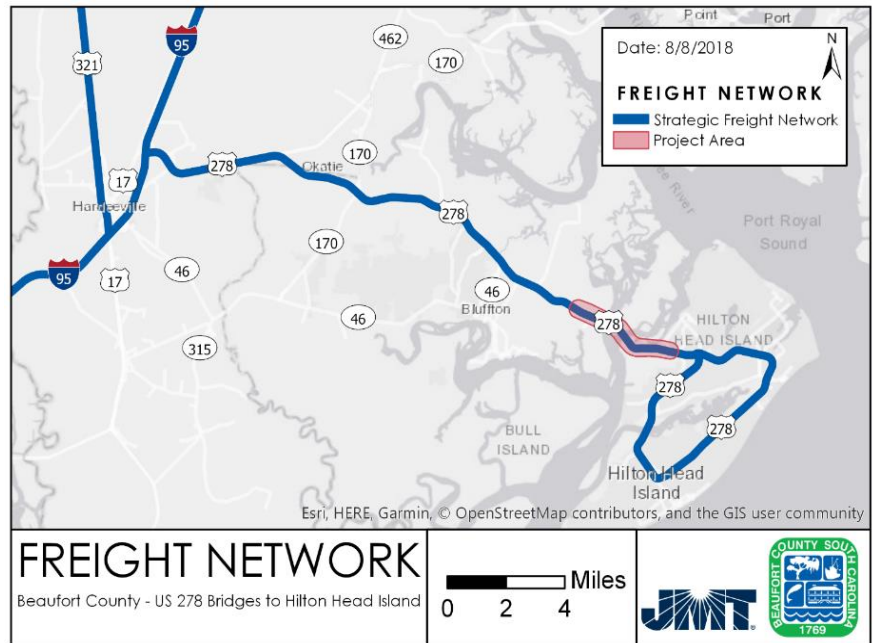 Point
Port
95
462
321
170
Date: 8/8/2018
N
FREIGHT NETWORK
Strategic Freight Network
Project Area
278
170
Okatie
17
Hardeeville
278
Port Royal
Sound
170
95
17
46
46
46
Bluffton
278
HILTON
HEAD ISLAND
315
278
278
BULL
ISLAND
Hilton Head
Island
Esri, HERE, Garmin, © OpenStreetMap contributors, and the GIS user community
FREIGHT NETWORK
Beaufort County - US 278 Bridges to Hilton Head Island
Miles
0 2 4
JMT
BEAUFORT COUNTY SOUTH CAROLINA
1769